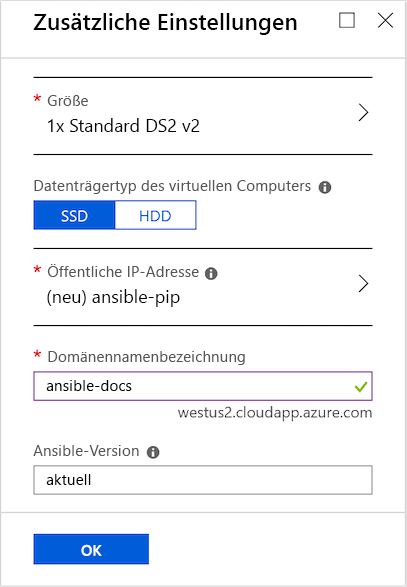 Zusätzliche Einstellungen
* Größe
1x Standard DS2 v2
Datenträgertyp des virtuellen Computers
SSD HDD
* Öffentliche IP-Adresse
(neu) ansible-pip
* Domänennamenbezeichnung
ansible-docs
westus2.cloudapp.azure.com
Ansible-Version
aktuell
OK